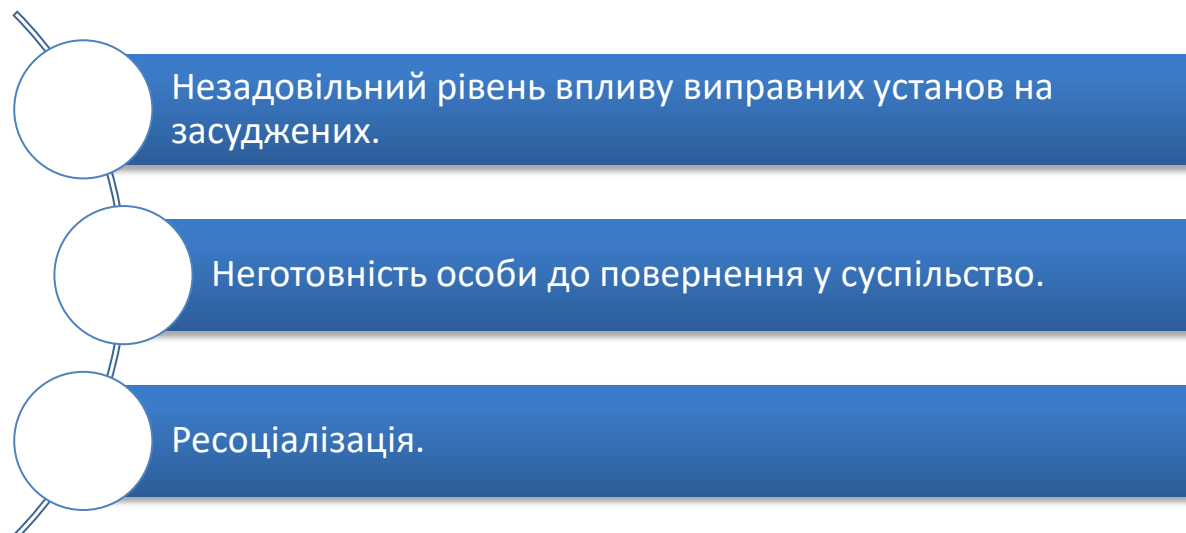 Незадовільний рівень впливу виправних установ на
засуджених.
Неготовність особи до повернення у суспільство.
Ресоціалізація.